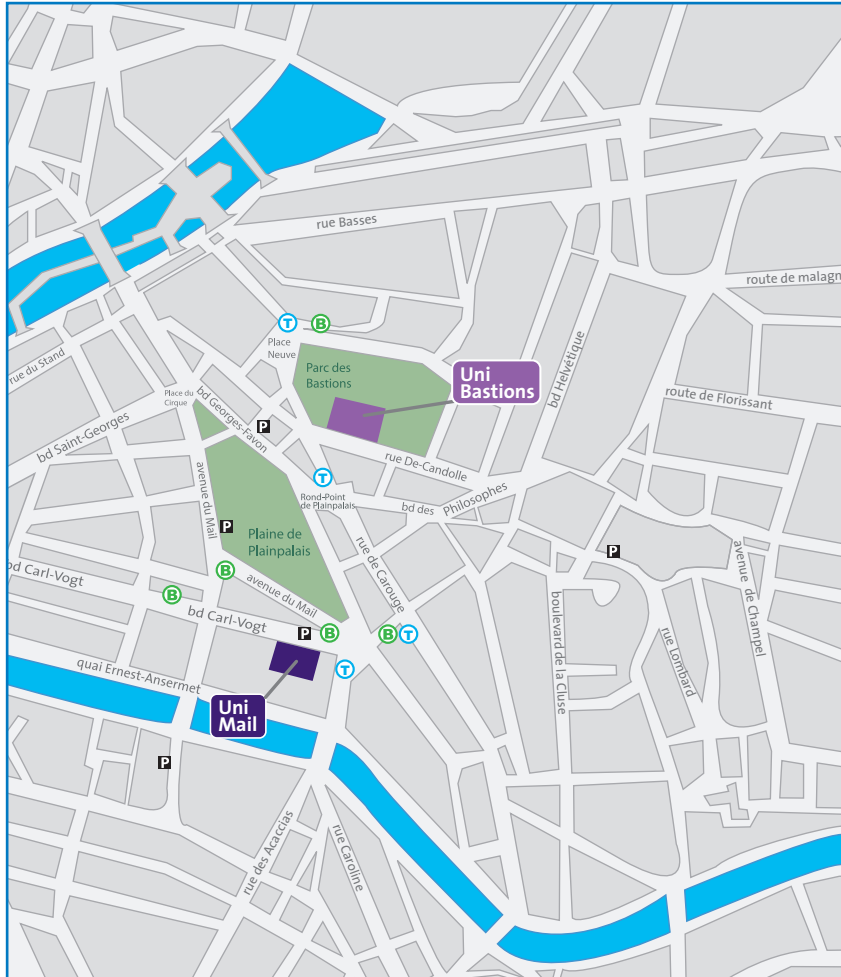 rue Basses
route de malagn
T
B
Place
Neuve
rue du Stand
Parc des
Bastions
Uni
Bastions
bd Helvétique
route de Florissant
Place du
Cirque
bd Georges-Favon
P
bd Saint-Georges
rue De-Candolle
T
Rond-Point
de Plainpalais
bd des Philosophes
avenue du Mail
P
Plaine de
Plainpalais
P
rue de Carouge
avenue de Champel
bd Carl-Vogt
B
avenue du Mail
B
bd Carl-Vogt
P
B
B
T
boulevard de la Cluse
rue Lombard
quai Ernest-Ansermet
T
Uni
Mail
P
rue des Acaccias
rue Caroline